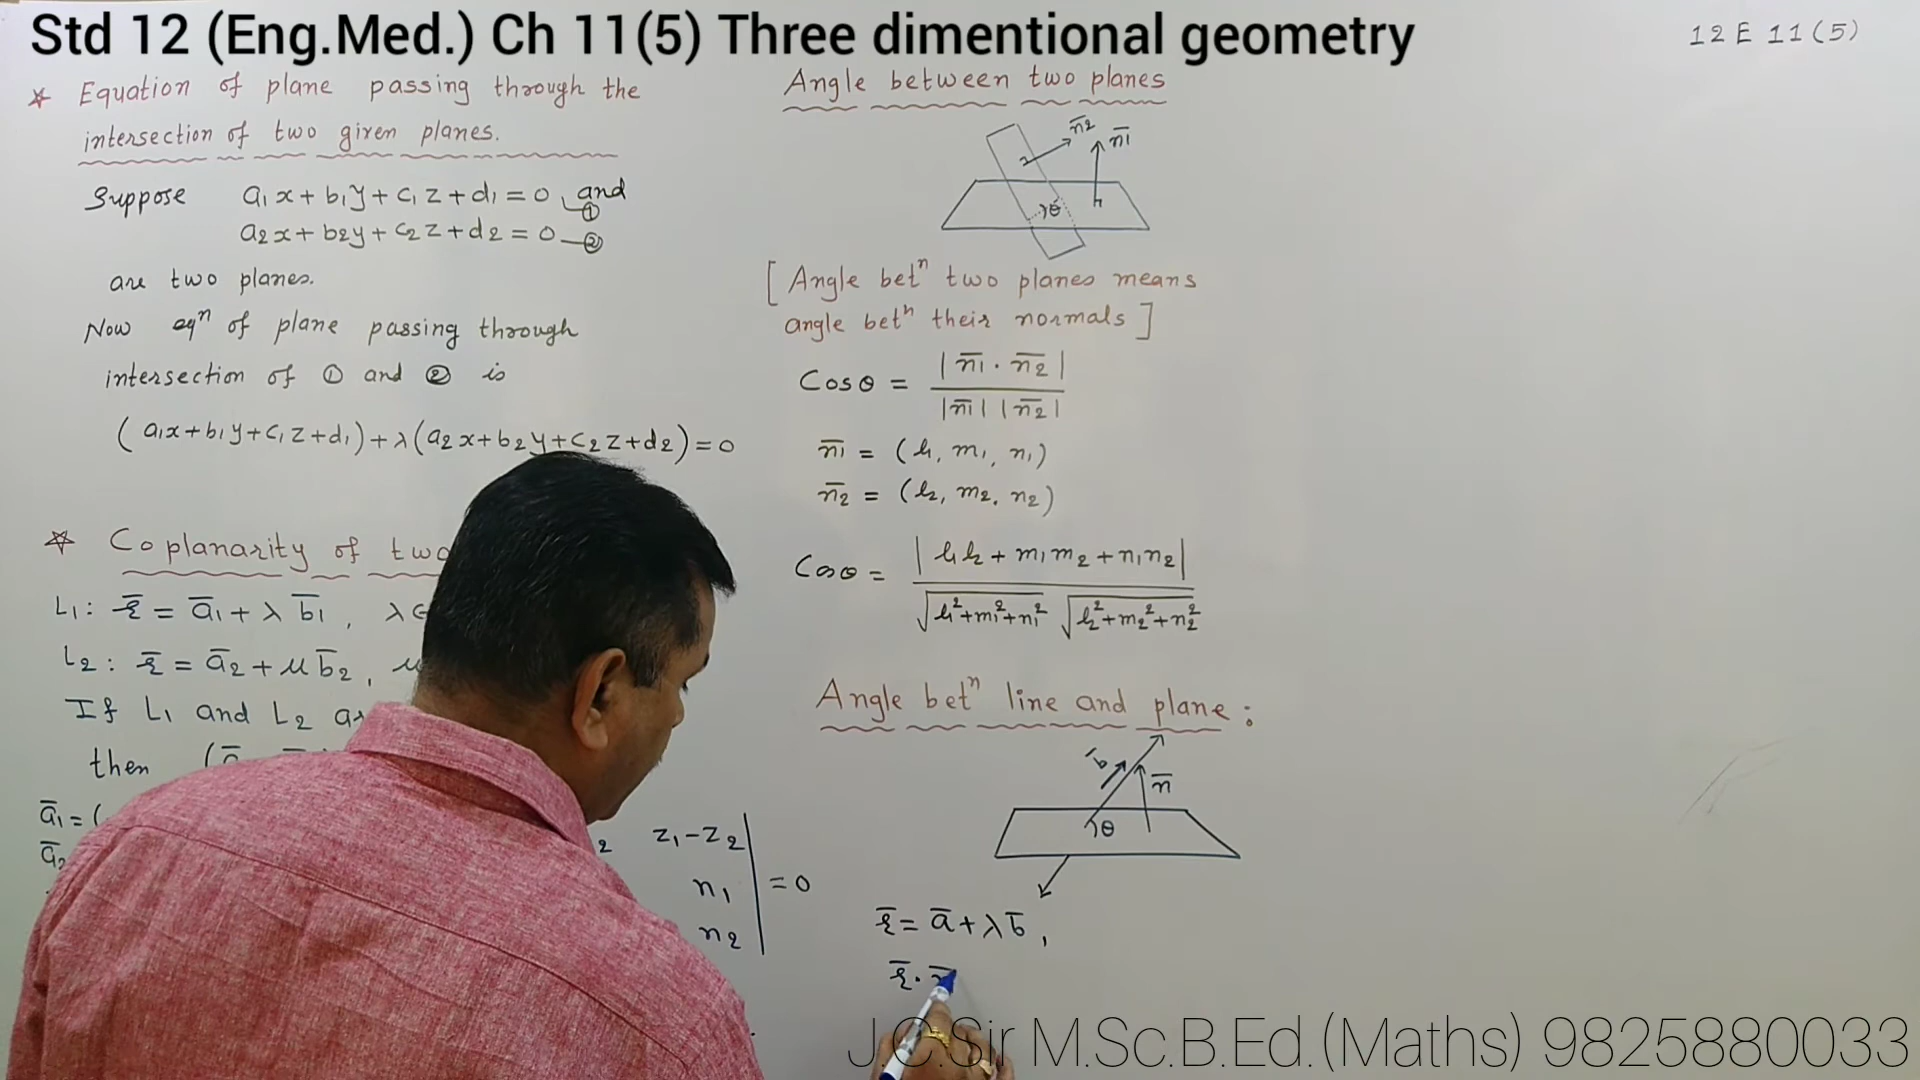 Std 12 (Eng.Med.) Ch 11(5) Three dimentional geometry
12 E 11(5)
* Equation of plane passing through the
intersection of two given planes.
Suppose a₁x + b₁y + c₁z + d₁ = 0 — ① and
a₂x + b₂y + c₂z + d₂ = 0 — ②
are two planes.
Now eqⁿ of plane passing through
intersection of ① and ② is
(a₁x+b₁y+c₁z+d₁)+λ(a₂x+b₂y+c₂z+d₂)=0
* Coplanarity of two
L₁: r̄ = ā₁ + λ b̄₁ , λ∈
L₂: r̄ = ā₂ + μ b̄₂ , μ
If L₁ and L₂ ar
then (ā
ā₁ = (
ā₂
₂ z₁-z₂
n₁ = 0
n₂
Angle between two planes
n̄₂ n̄₁
θ
[Angle betⁿ two planes means
angle betⁿ their normals]
Cosθ = |n̄₁ · n̄₂| / |n̄₁| |n̄₂|
n̄₁ = (l₁, m₁, n₁)
n̄₂ = (l₂, m₂, n₂)
Cosθ = |l₁l₂ + m₁m₂ + n₁n₂| / √l₁²+m₁²+n₁² √l₂²+m₂²+n₂²
Angle betⁿ line and plane :
b̄ n̄
θ
r̄ = ā + λ b̄ ,
r̄ · n̄
J.C.Sir M.Sc.B.Ed.(Maths) 9825880033